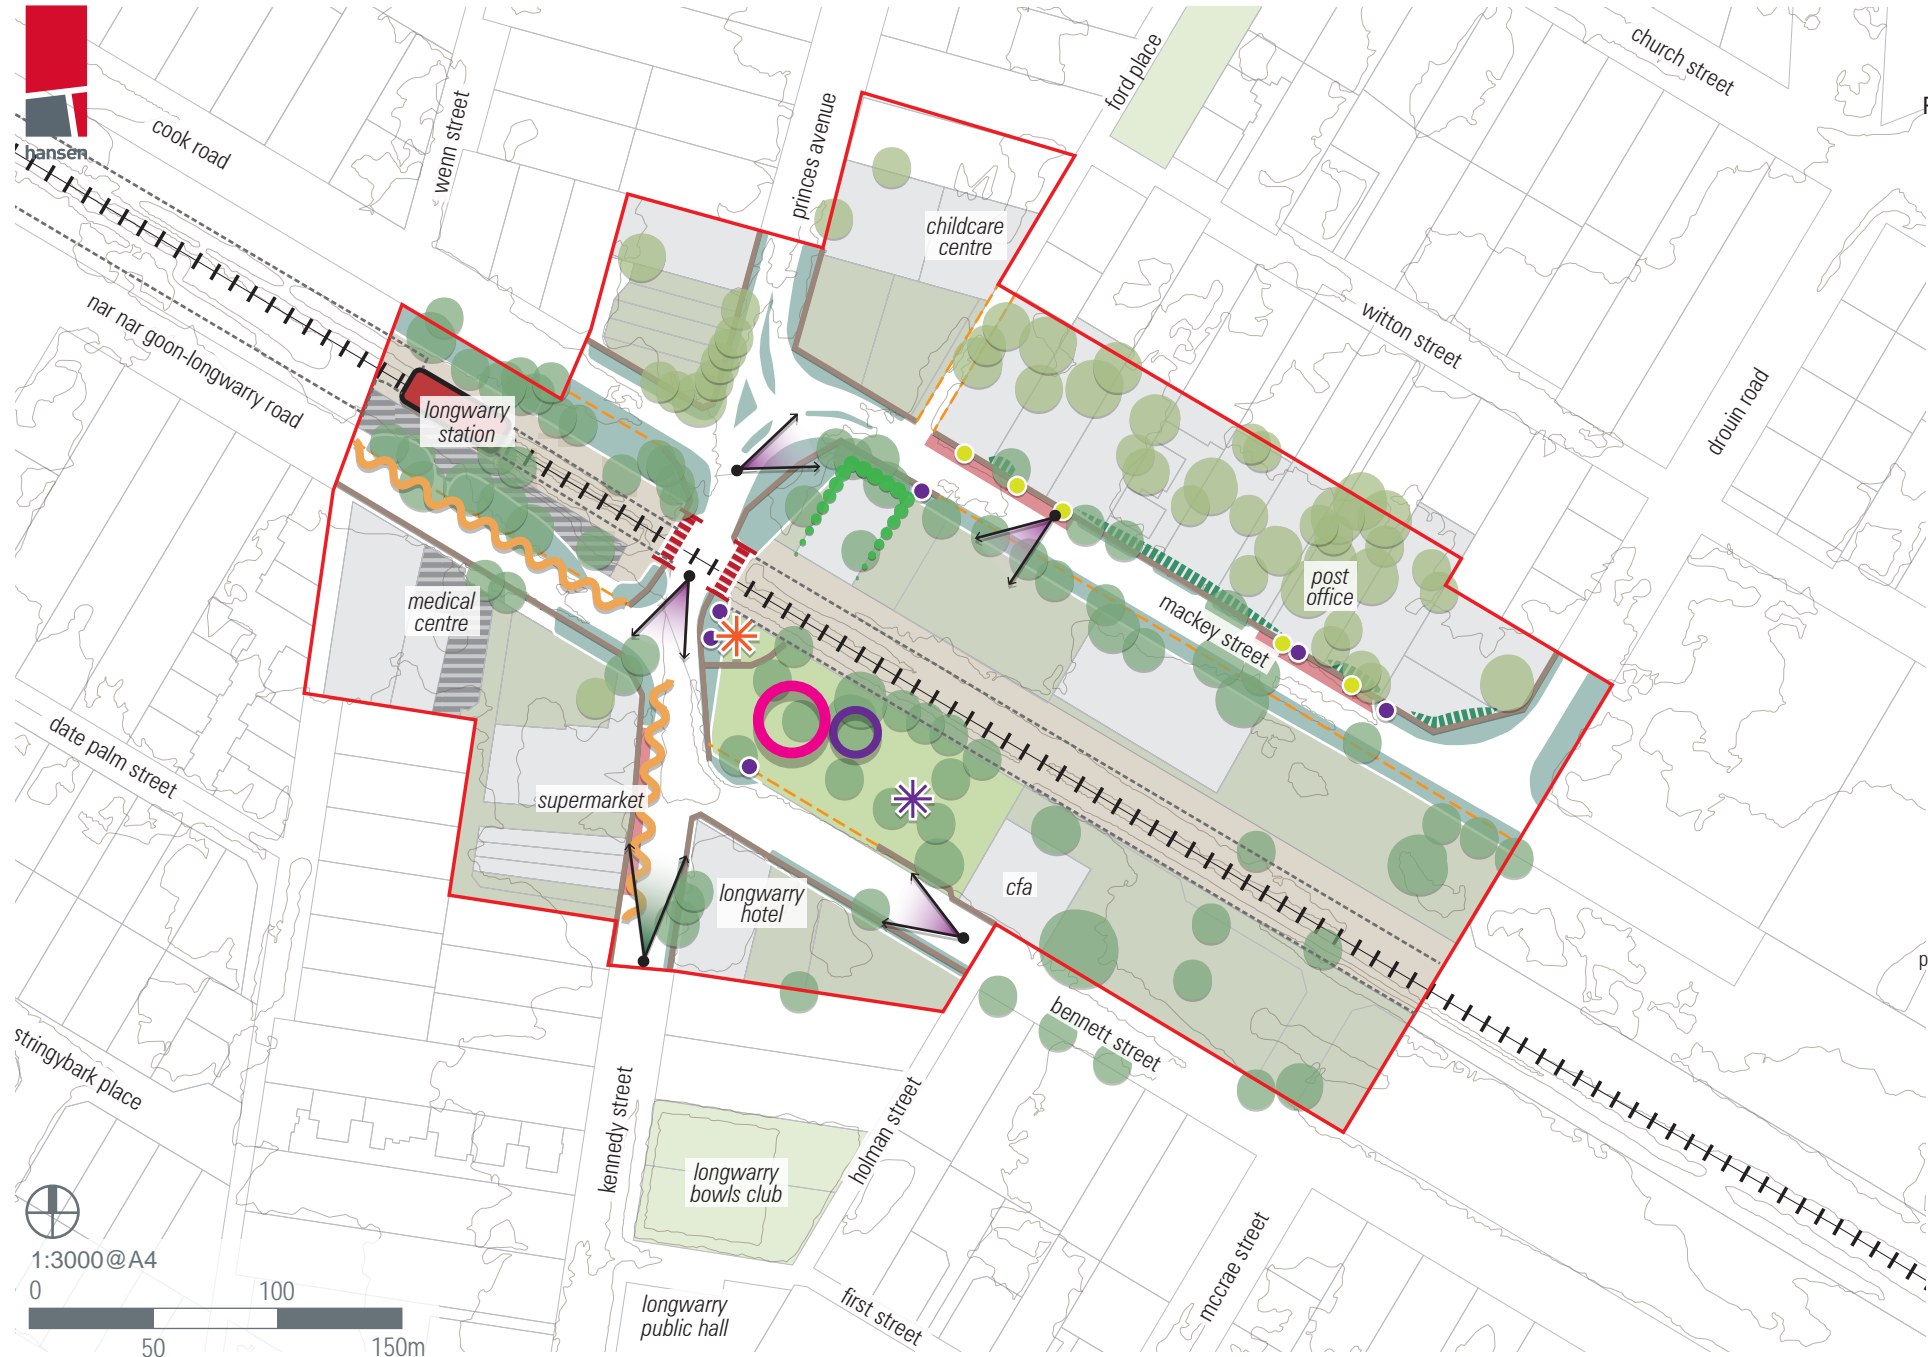 hansen
cook road
wenn street
princes avenue
ford place
church street
nar nar goon-longwarry road
longwarry
station
childcare
centre
witton street
drouin road
medical
centre
post
office
mackey street
date palm street
supermarket
longwarry
hotel
cfa
bennett street
stringybark place
kennedy street
holman street
longwarry
bowls club
mccrae street
first street
longwarry
public hall
1:3000@A4
0
100
50
150m